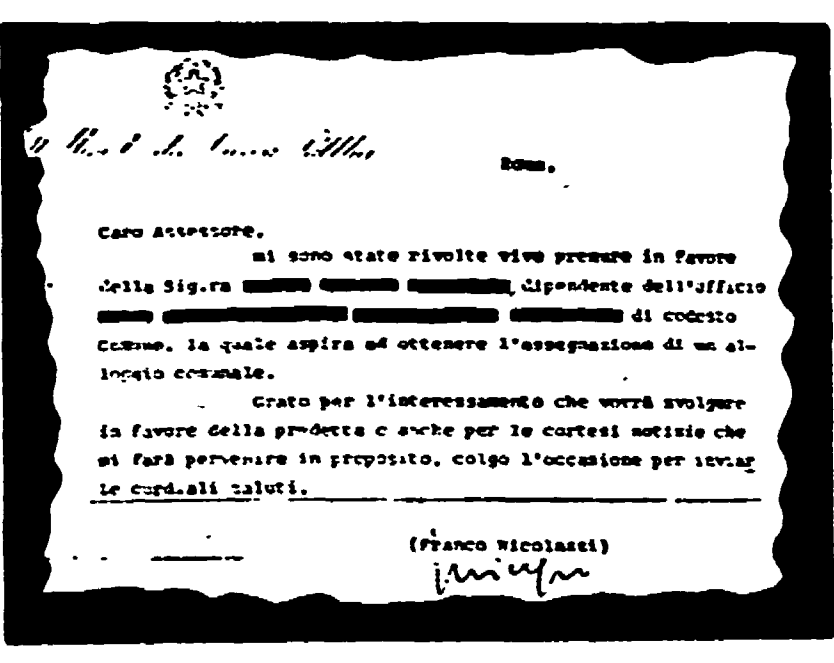 Roma,
Caro Assessore,
mi sono state rivolte vive premure in favore
della Sig.ra dipendente dell'ufficio
di codesto
Comune, la quale aspira ad ottenere l'assegnazione di un al-
loggio comunale.
Grato per l'interessamento che vorrà svolgere
in favore della predetta e anche per le cortesi notizie che
mi farà pervenire in proposito, colgo l'occasione per inviar
le cordiali saluti.
(Franco Nicolazzi)